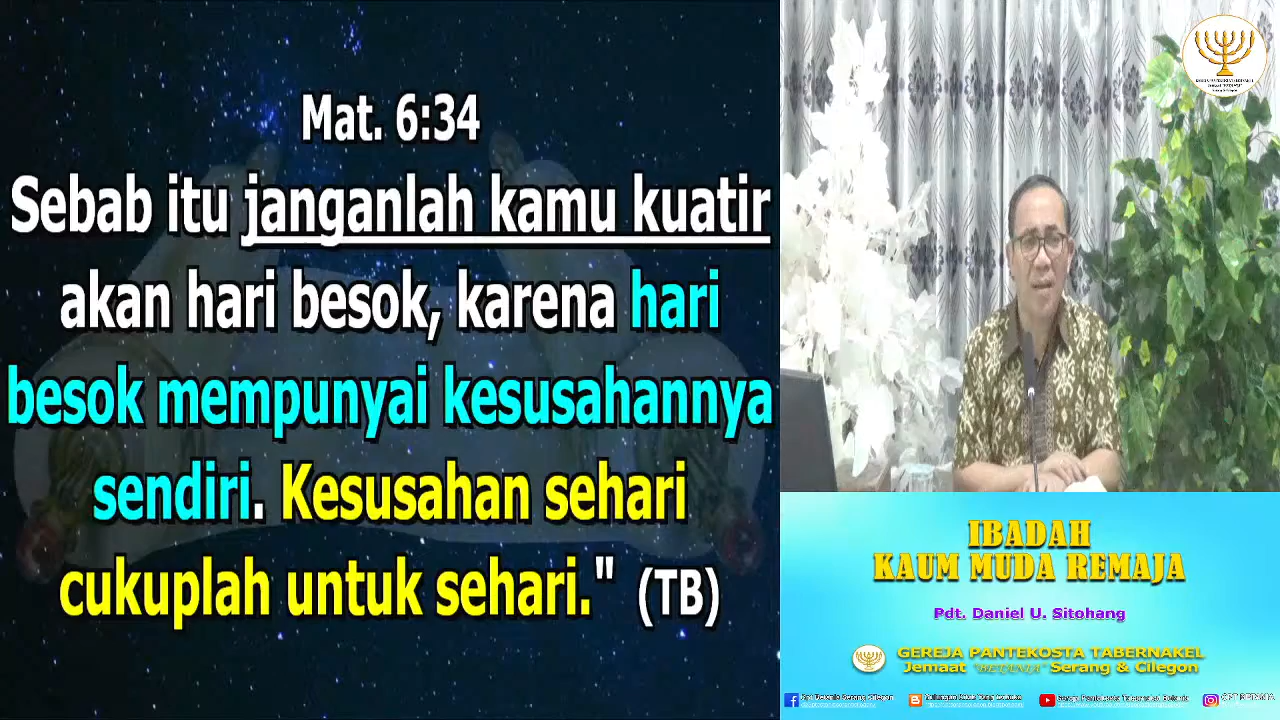 Mat. 6:34
Sebab itu janganlah kamu kuatir
akan hari besok, karena hari
besok mempunyai kesusahannya
sendiri. Kesusahan sehari
cukuplah untuk sehari." (TB)
IBADAH
KAUM MUDA REMAJA
Pdt. Daniel U. Sitohang
GEREJA PANTEKOSTA TABERNAKEL
Jemaat "BETANIA" Serang & Cilegon